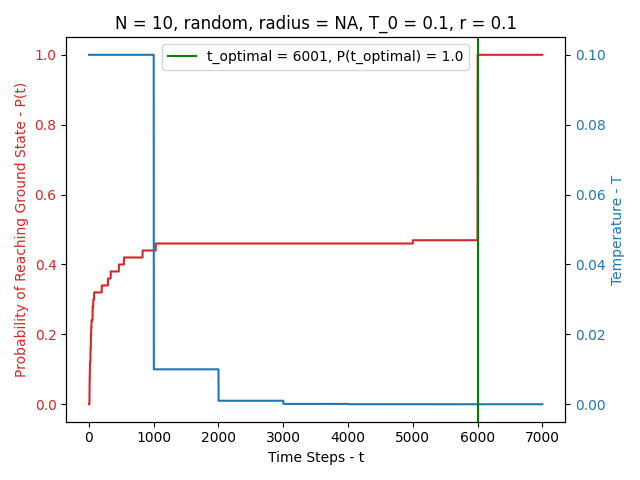 N = 10, random, radius = NA, T_0 = 0.1, r = 0.1
t_optimal = 6001, P(t_optimal) = 1.0
Probability of Reaching Ground State - P(t)
1.0
0.8
0.6
0.4
0.2
0.0
0.10
0.08
0.06
0.04
0.02
0.00
Temperature - T
0 1000 2000 3000 4000 5000 6000 7000
Time Steps - t